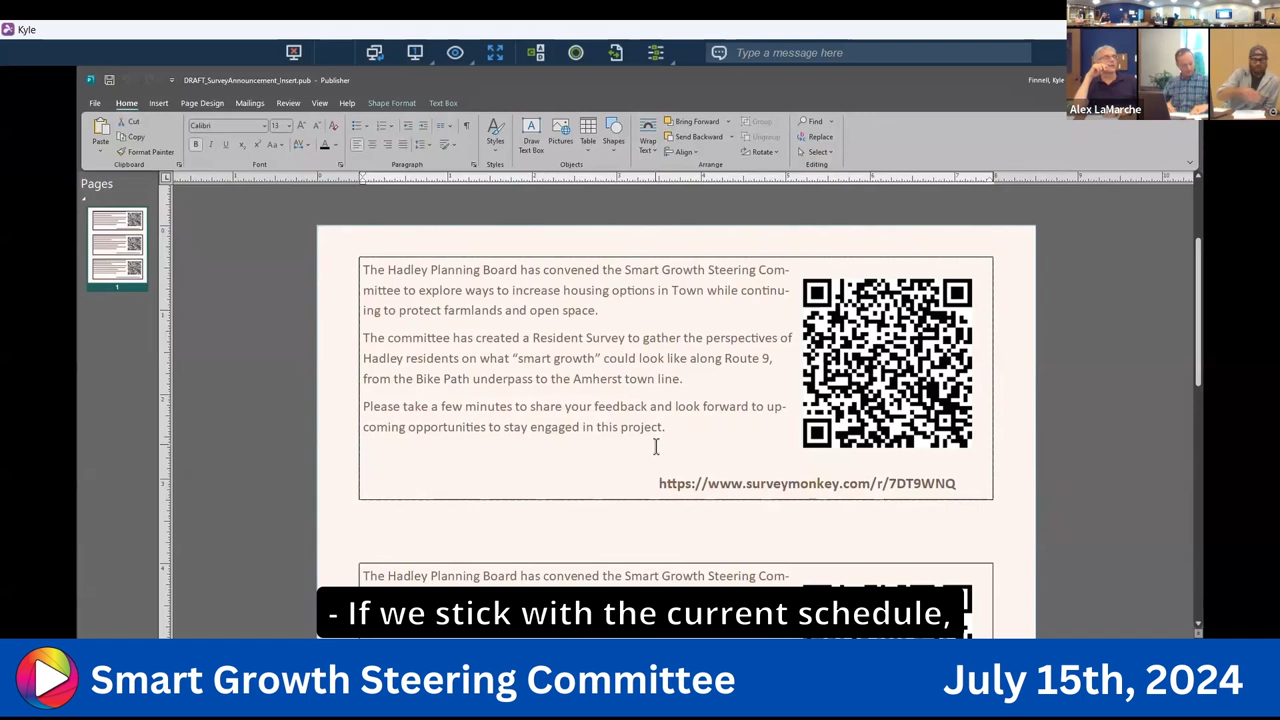 Kyle
Type a message here
DRAFT_SurveyAnnouncement_Insert.pub - Publisher
Finnell, Kyle
Alex LaMarche
File Home Insert Page Design Mailings Review View Help Shape Format Text Box
Paste
Cut
Copy
Format Painter
Clipboard
Calibri 13
Font
Paragraph
Styles
Styles
Draw Text Box
Pictures
Table
Shapes
Objects
Wrap Text
Bring Forward
Send Backward
Align
Group
Ungroup
Rotate
Arrange
Find
Replace
Select
Editing
Pages
1
The Hadley Planning Board has convened the Smart Growth Steering Com-
mittee to explore ways to increase housing options in Town while continu-
ing to protect farmlands and open space.
The committee has created a Resident Survey to gather the perspectives of
Hadley residents on what “smart growth” could look like along Route 9,
from the Bike Path underpass to the Amherst town line.
Please take a few minutes to share your feedback and look forward to up-
coming opportunities to stay engaged in this project.
https://www.surveymonkey.com/r/7DT9WNQ
The Hadley Planning Board has convened the Smart Growth Steering Com-
- If we stick with the current schedule,
Smart Growth Steering Committee
July 15th, 2024